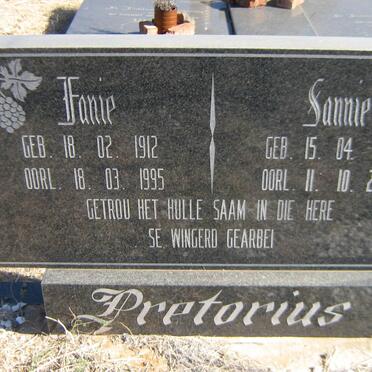 Fanie
GEB. 18. 02. 1912
OORL. 18. 03. 1995
Sannie
GEB. 15. 04.
OORL. 11. 10. 2
GETROU HET HULLE SAAM IN DIE HERE
SE WINGERD GEARBEI
Pretorius